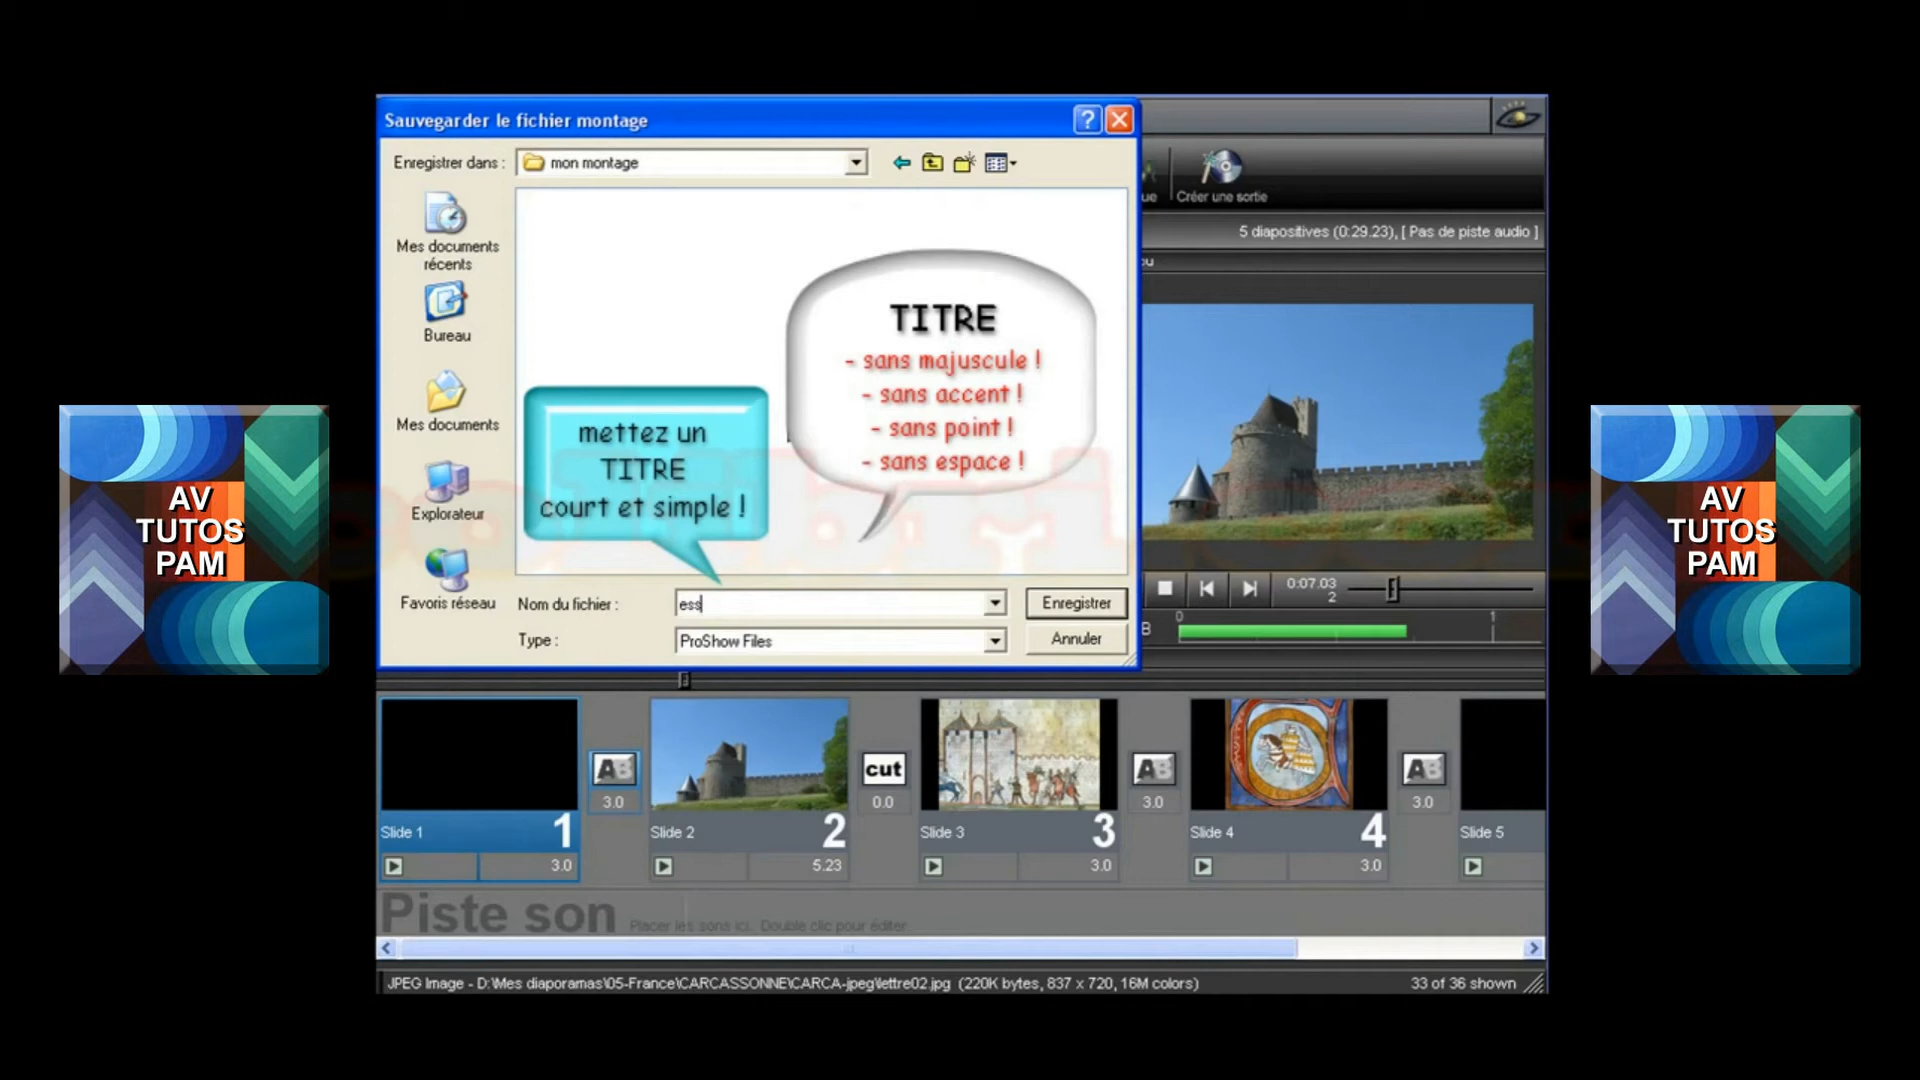 Sauvegarder le fichier montage
Enregistrer dans :
mon montage
Mes documents
récents
Bureau
Mes documents
Explorateur
Favoris réseau
mettez un
TITRE
court et simple !
TITRE
- sans majuscule !
- sans accent !
- sans point !
- sans espace !
Nom du fichier :
ess
Enregistrer
Type :
ProShow Files
Annuler
ue
Créer une sortie
5 diapositives (0:29.23), [ Pas de piste audio ]
ou
0:07.03
2
B
0
1
AV
TUTOS
PAM
AV
TUTOS
PAM
3.0
cut
0.0
3.0
3.0
Slide 1
1
Slide 2
2
Slide 3
3
Slide 4
4
Slide 5
3.0
5.23
3.0
3.0
Piste son
Placer les sons ici. Double clic pour éditer.
JPEG Image - D:\Mes diaporamas\05-France\CARCASSONNE\CARCA-jpeg\lettre02.jpg (220K bytes, 837 x 720, 16M colors)
33 of 36 shown